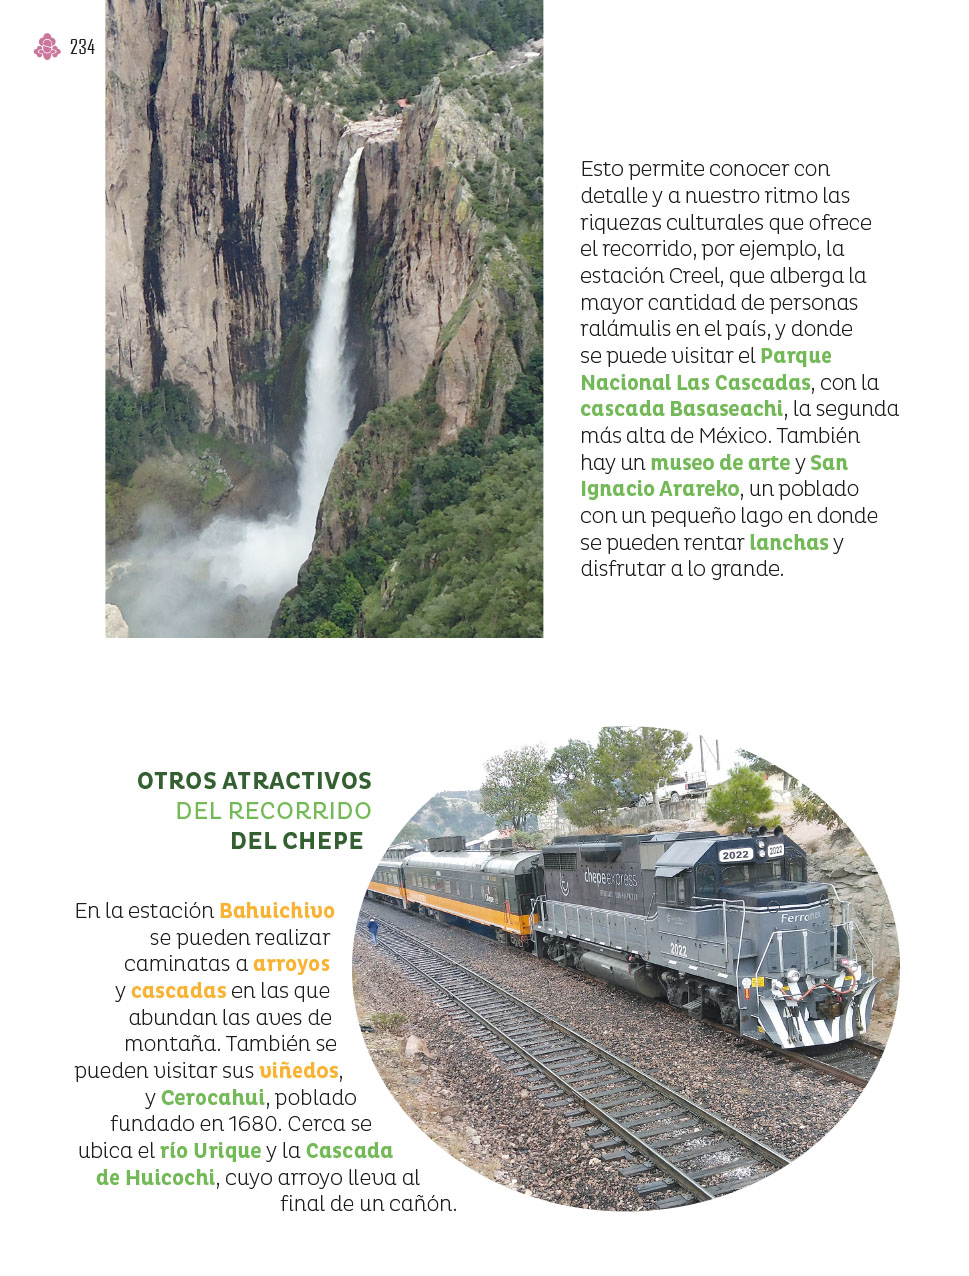 234
Esto permite conocer con
detalle y a nuestro ritmo las
riquezas culturales que ofrece
el recorrido, por ejemplo, la
estación Creel, que alberga la
mayor cantidad de personas
ralámulis en el país, y donde
se puede visitar el Parque
Nacional Las Cascadas, con la
cascada Basaseachi, la segunda
más alta de México. También
hay un museo de arte y San
Ignacio Arareko, un poblado
con un pequeño lago en donde
se pueden rentar lanchas y
disfrutar a lo grande.
OTROS ATRACTIVOS
DEL RECORRIDO
DEL CHEPE
En la estación Bahuichivo
se pueden realizar
caminatas a arroyos
y cascadas en las que
abundan las aves de
montaña. También se
pueden visitar sus viñedos,
y Cerocahui, poblado
fundado en 1680. Cerca se
ubica el río Urique y la Cascada
de Huicochi, cuyo arroyo lleva al
final de un cañón.
2022
2022
chepe express
Ferromex
2022